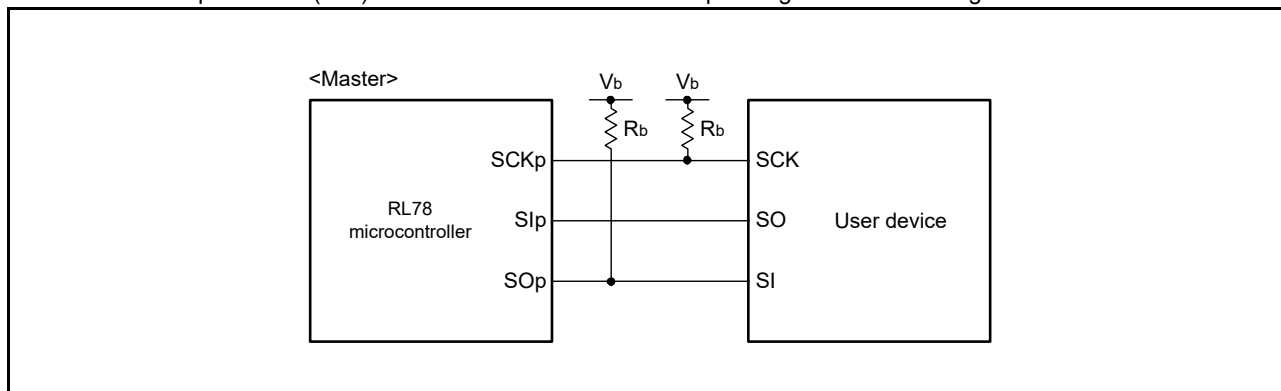 <Master>
Vb Vb
Rb Rb
SCKp SCK
RL78
microcontroller
SIp SO
User device
SOp SI